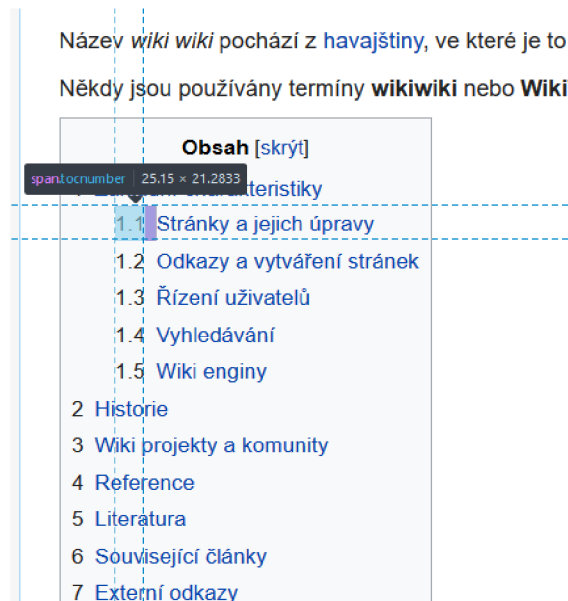 Název wiki wiki pochází z havajštiny, ve které je to
Někdy jsou používány termíny wikiwiki nebo Wiki
Obsah [skrýt]
span.tocnumber 25.15 × 21.2833
1.1 Stránky a jejich úpravy
1.2 Odkazy a vytváření stránek
1.3 Řízení uživatelů
1.4 Vyhledávání
1.5 Wiki enginy
2 Historie
3 Wiki projekty a komunity
4 Reference
5 Literatura
6 Související články
7 Externí odkazy